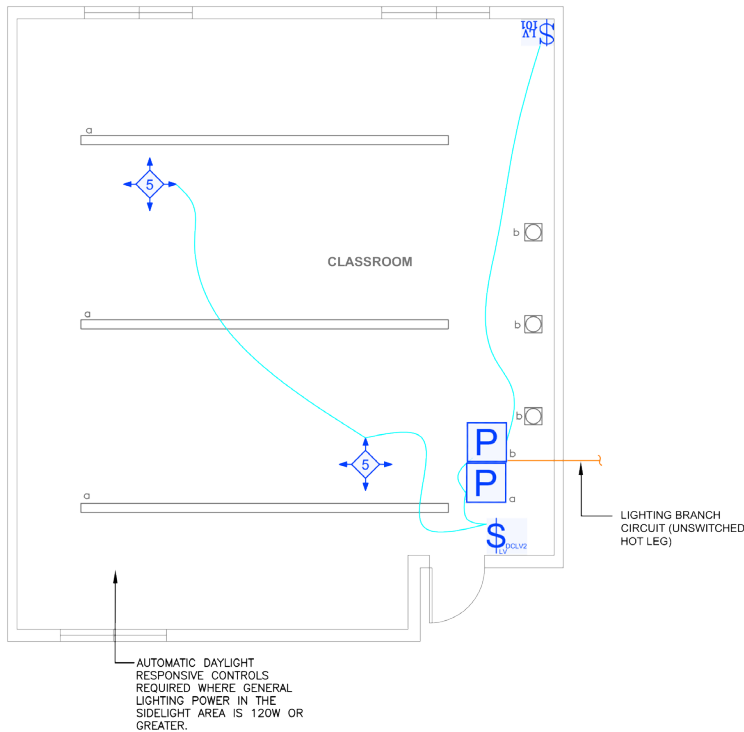 LV
101
$
a
5
b
CLASSROOM
a
b
b
P
b
5
P
a
a
$
DCLV2
LV
LIGHTING BRANCH
CIRCUIT (UNSWITCHED
HOT LEG)
AUTOMATIC DAYLIGHT
RESPONSIVE CONTROLS
REQUIRED WHERE GENERAL
LIGHTING POWER IN THE
SIDELIGHT AREA IS 120W OR
GREATER.